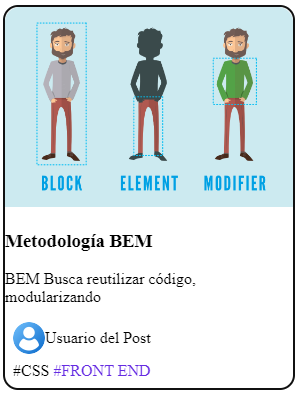 BLOCK ELEMENT MODIFIER
Metodología BEM
BEM Busca reutilizar código,
modularizando
Usuario del Post
#CSS #FRONT END